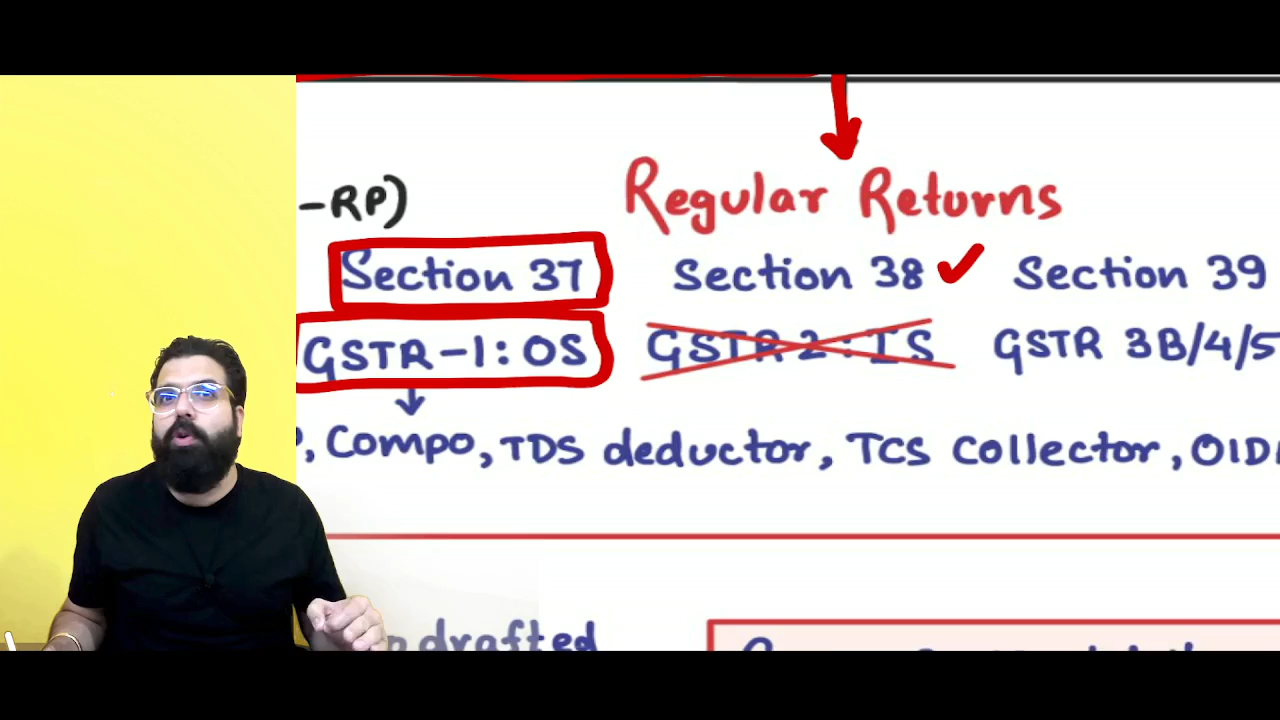 -RP)
Regular Returns
Section 37 Section 38 ✓ Section 39
GSTR-1:OS GSTR 2: IS GSTR 3B/4/5
, Compo, TDS deductor, TCS Collector, OID
drafted